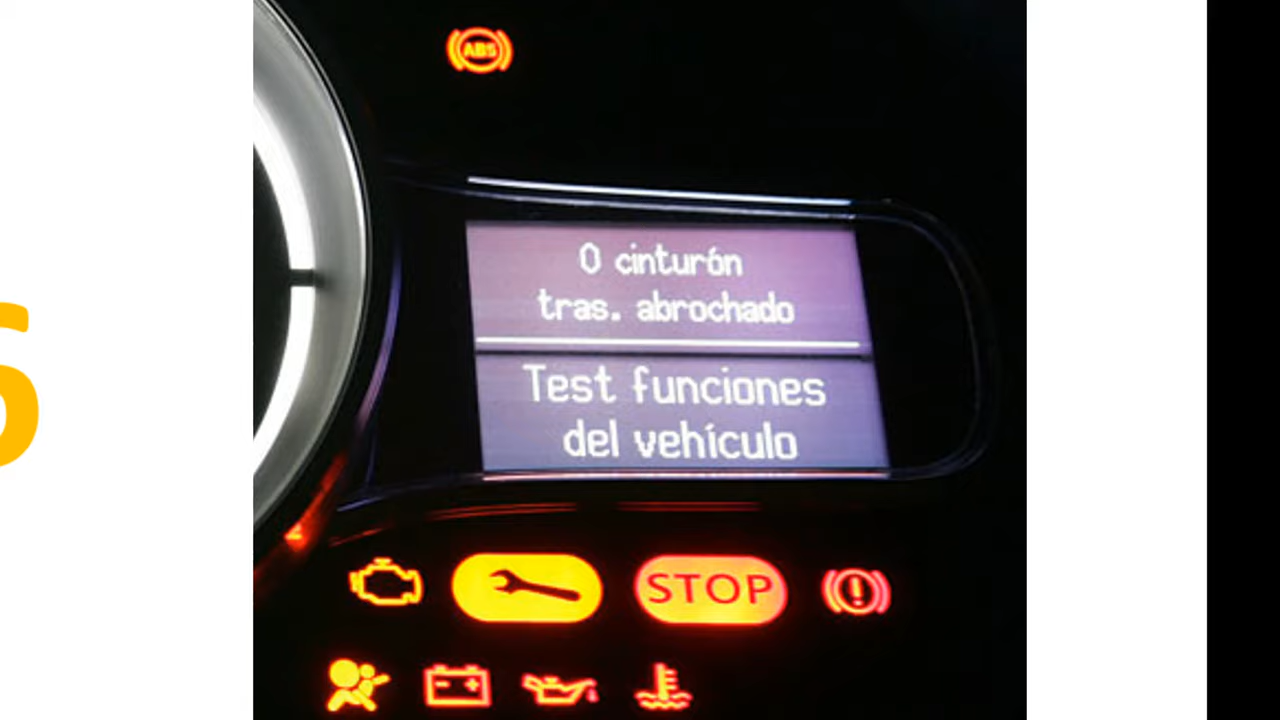 ABS
0 cinturón
tras. abrochado
Test funciones
del vehículo
STOP